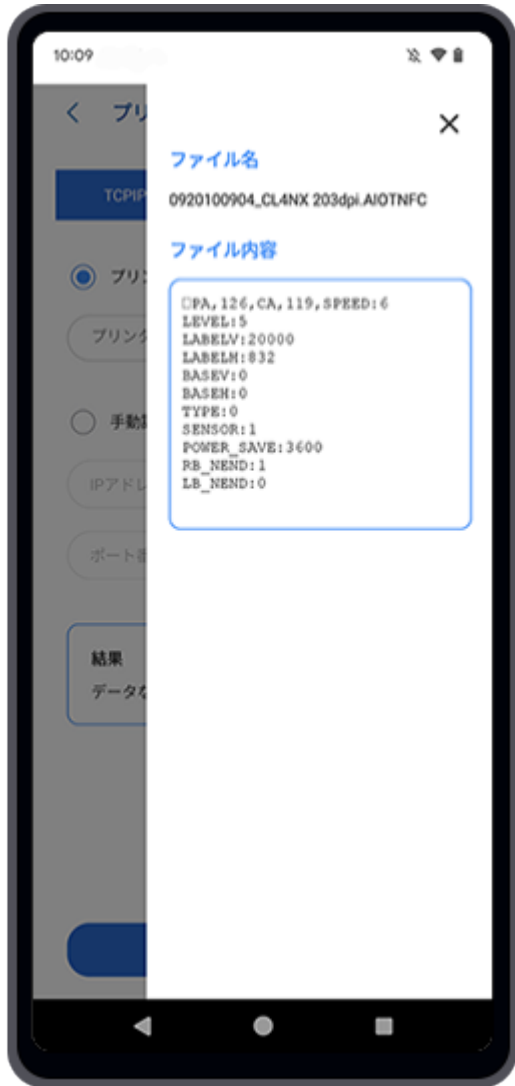 10:09
プリ
TCPIP
プリ
プリンタ
手動
IPアドレ
ポート番
結果
データな
ファイル名
0920100904_CL4NX 203dpi.AIOTNFC
ファイル内容
□PA,126,CA,119,SPEED:6
LEVEL:5
LABELV:20000
LABELH:832
BASEV:0
BASEH:0
TYPE:0
SENSOR:1
POWER_SAVE:3600
RB_NEND:1
LB_NEND:0